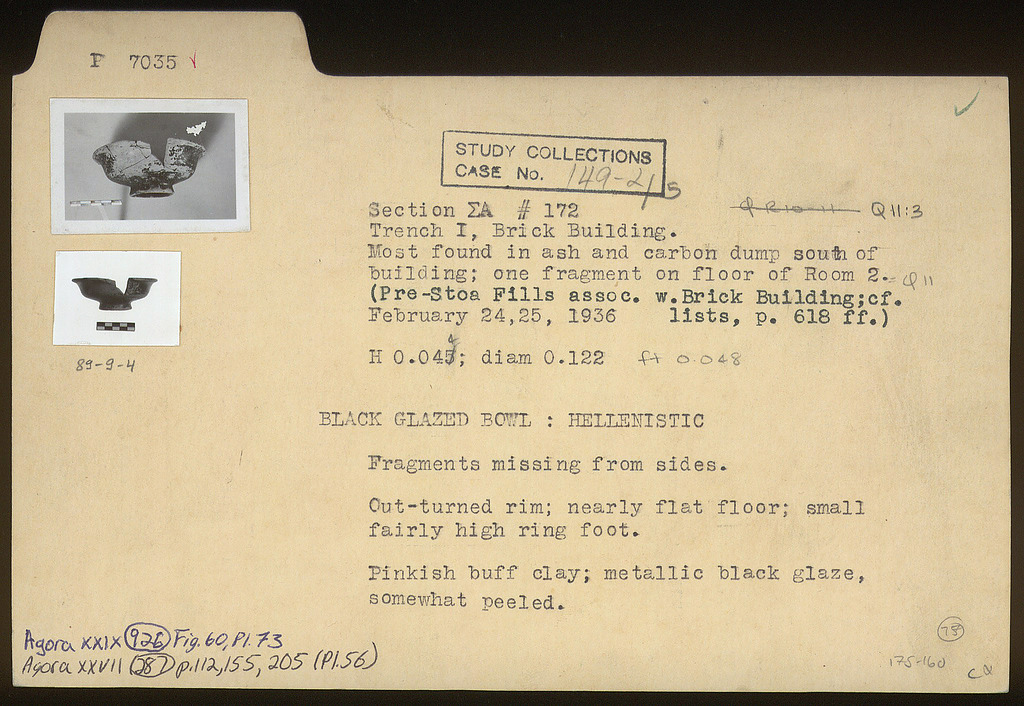 P 7035
STUDY COLLECTIONS
CASE No. 149-2/5
Section ΣA # 172
Q R10-11 Q 11:3
Trench I, Brick Building.
Most found in ash and carbon dump south of
building; one fragment on floor of Room 2. Q 11
(Pre-Stoa Fills assoc. w.Brick Building;cf.
February 24,25, 1936 lists, p. 618 ff.)
H 0.044; diam 0.122 ft 0.048
89-9-4
BLACK GLAZED BOWL : HELLENISTIC
Fragments missing from sides.
Out-turned rim; nearly flat floor; small
fairly high ring foot.
Pinkish buff clay; metallic black glaze,
somewhat peeled.
Agora XXIX 926 Fig. 60, Pl. 73
Agora XXVII 28 p. 112, 155, 205 (Pl. 56)
175-160